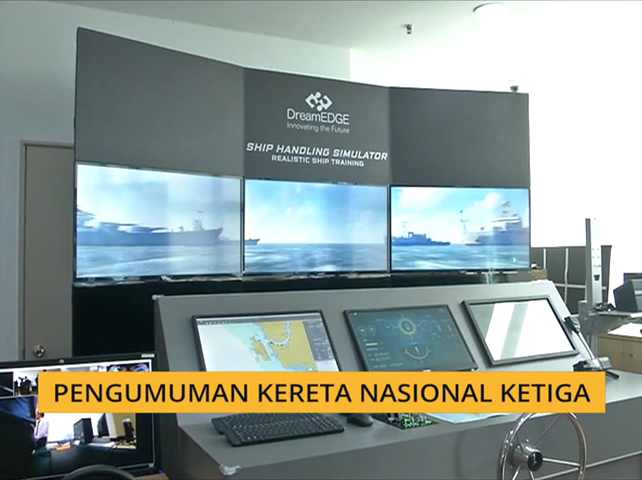 DreamEDGE
Innovating the Future
SHIP HANDLING SIMULATOR
REALISTIC SHIP TRAINING
PENGUMUMAN KERETA NASIONAL KETIGA